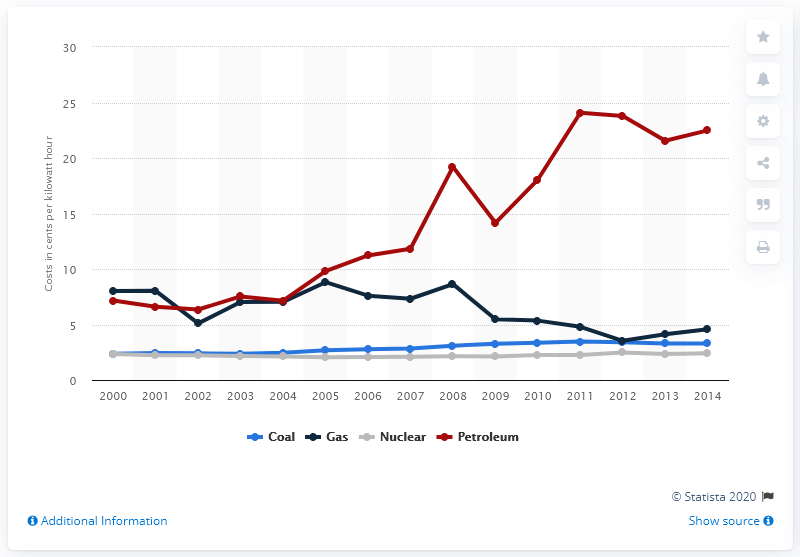 30
25
20
15
10
5
0
Costs in cents per kilowatt hour
2000 2001 2002 2003 2004 2005 2006 2007 2008 2009 2010 2011 2012 2013 2014
Coal Gas Nuclear Petroleum
© Statista 2020
Additional Information
Show source